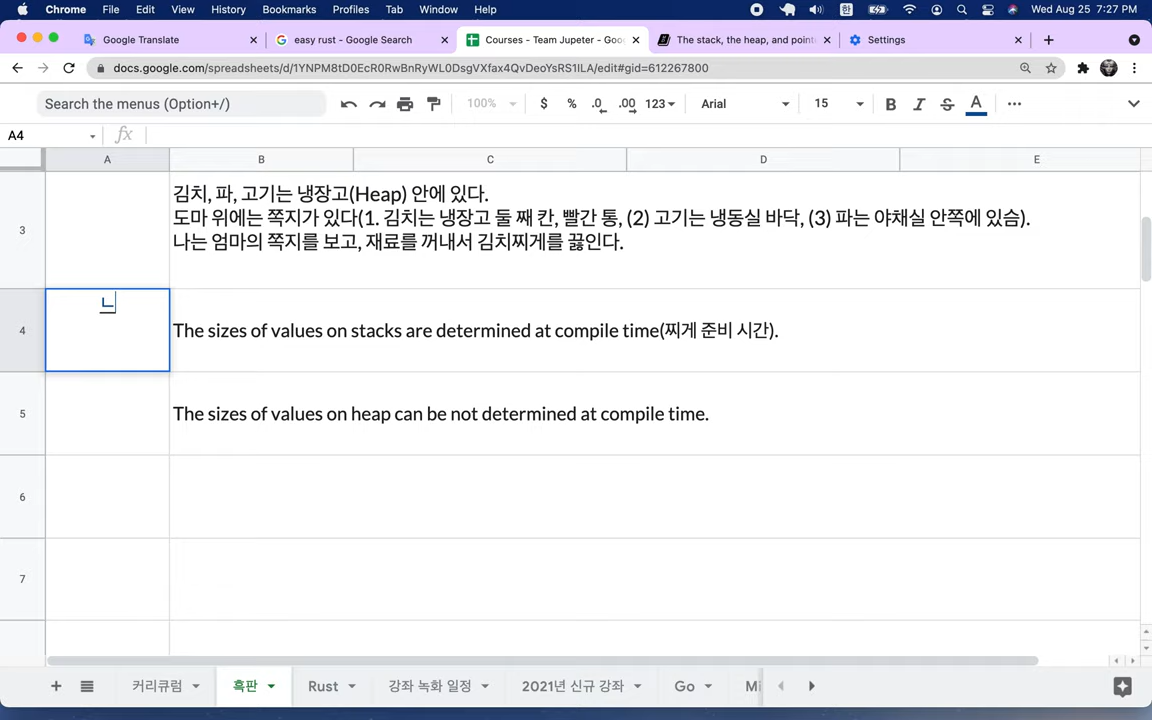 Chrome File Edit View History Bookmarks Profiles Tab Window Help 한 Wed Aug 25 7:27 PM
Google Translate easy rust - Google Search Courses - Team Jupeter - Goo The stack, the heap, and point Settings
docs.google.com/spreadsheets/d/1YNPM8tD0EcR0RwBnRyWL0DsgVXfax4QvDeoYsRS1ILA/edit#gid=612267800
Search the menus (Option+/) 100% $ % .0 .00 123 Arial 15 B I S A
A4 fx
A B C D E
3
김치, 파, 고기는 냉장고(Heap) 안에 있다.
도마 위에는 쪽지가 있다(1. 김치는 냉장고 둘 째 칸, 빨간 통, (2) 고기는 냉동실 바닥, (3) 파는 야채실 안쪽에 있슴).
나는 엄마의 쪽지를 보고, 재료를 꺼내서 김치찌게를 끓인다.
4 ㄴ The sizes of values on stacks are determined at compile time(찌게 준비 시간).
5 The sizes of values on heap can be not determined at compile time.
6
7
커리큐럼 흑판 Rust 강좌 녹화 일정 2021년 신규 강좌 Go Mi